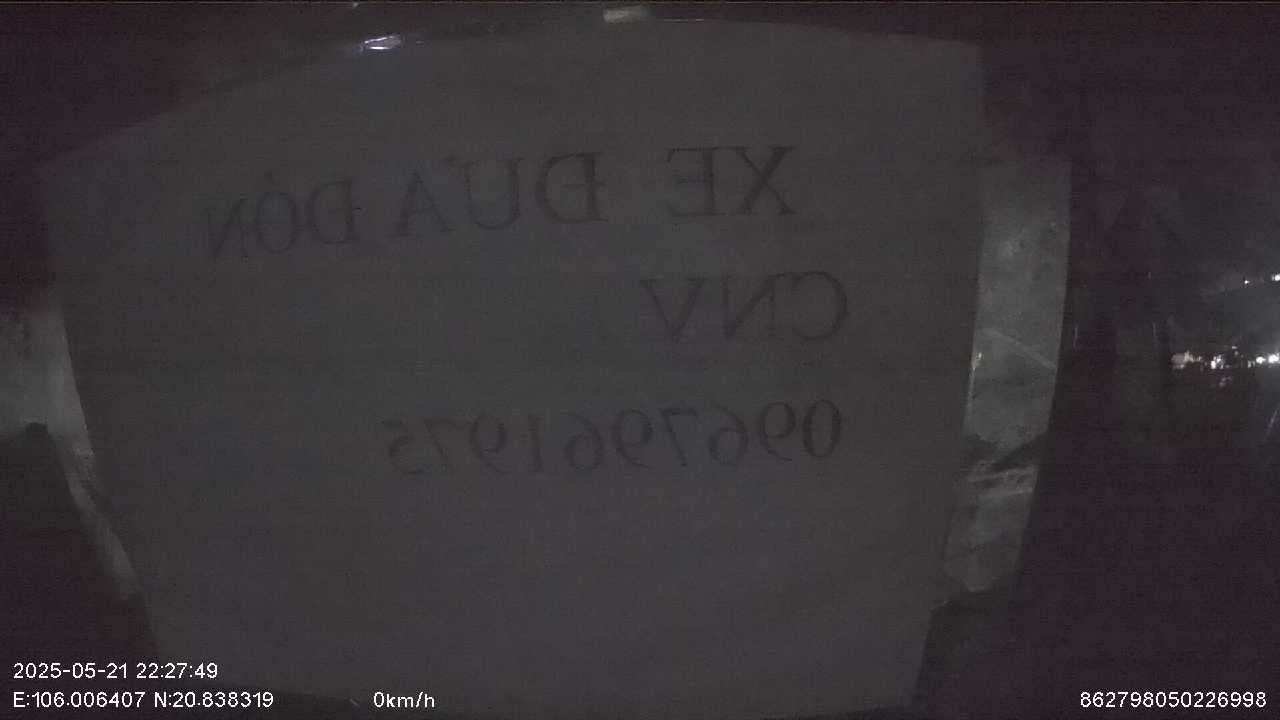 XE ĐƯA ĐÓN
CNV
0967961975
2025-05-21 22:27:49
E:106.006407 N:20.838319 0km/h
862798050226998